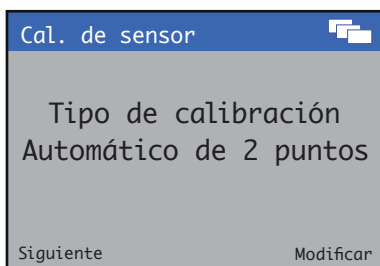 Cal. de sensor
Tipo de calibración
Automático de 2 puntos
Siguiente
Modificar